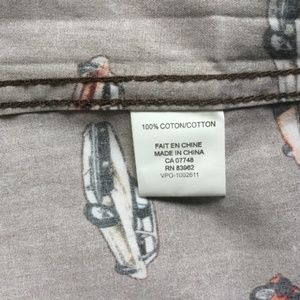 100% COTON/COTTON
FAIT EN CHINE
MADE IN CHINA
CA 07748
RN 83962
VPO-1002611